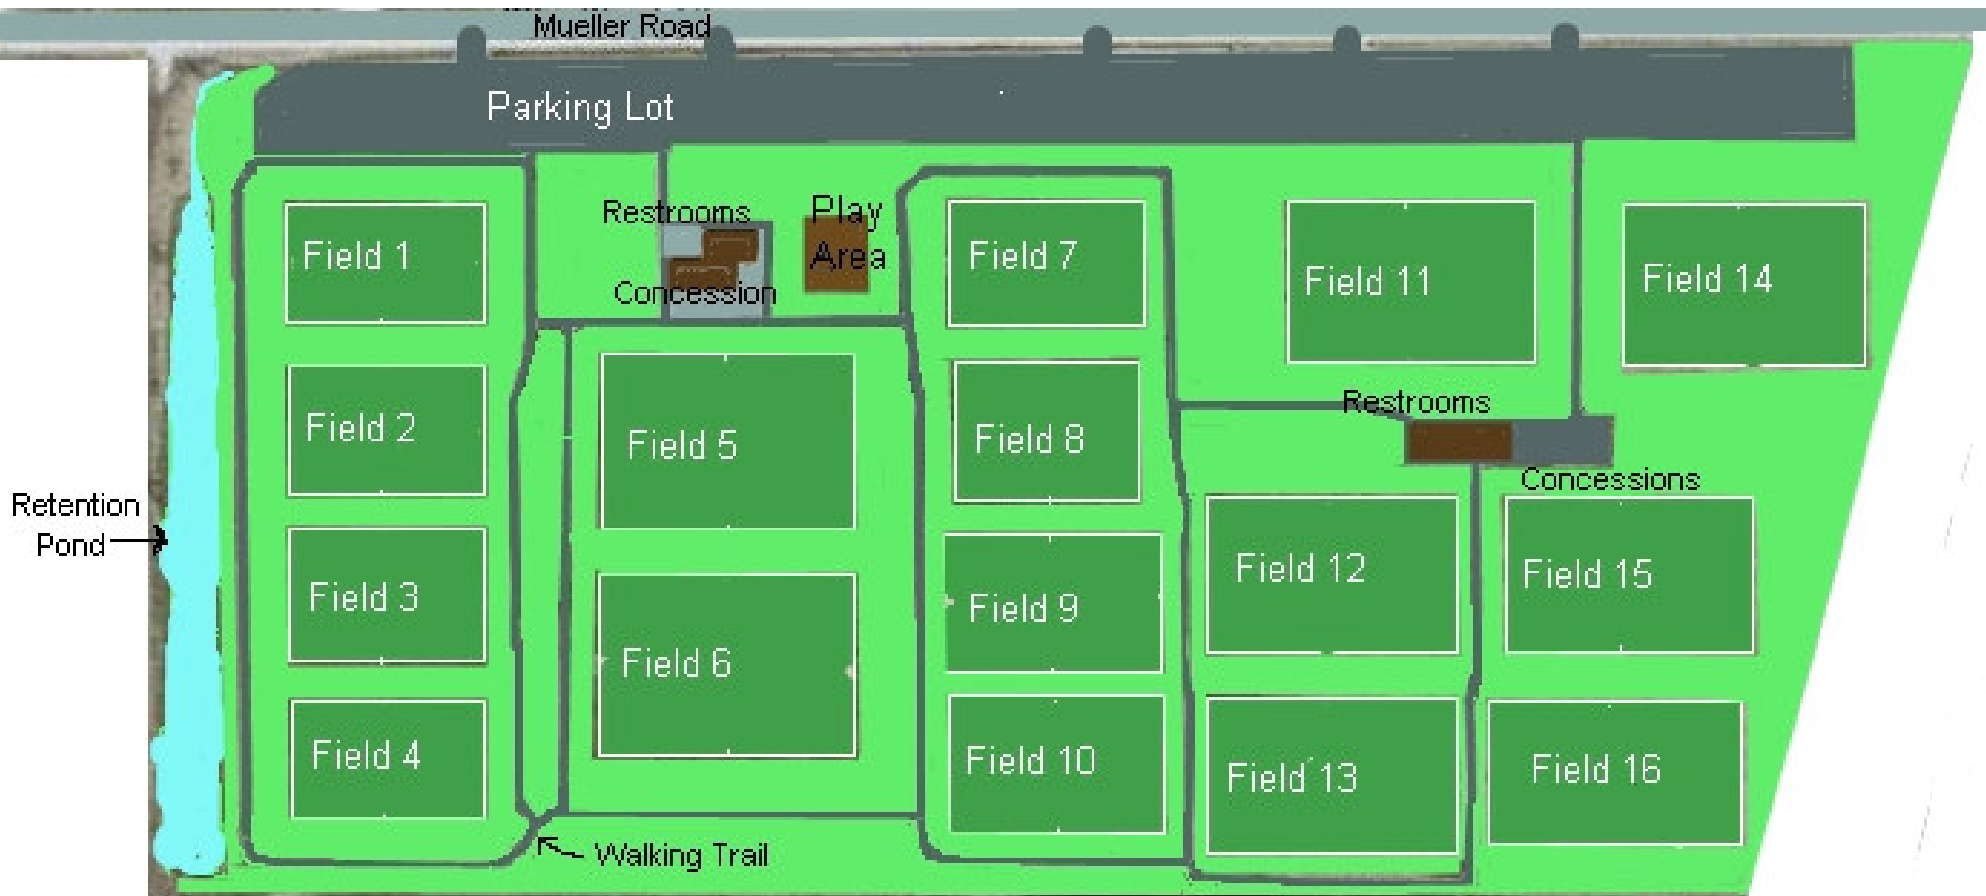 Mueller Road
Parking Lot
Restrooms
Play
Area
Concession
Field 1
Field 2
Field 3
Field 4
Field 5
Field 6
Field 7
Field 8
Field 9
Field 10
Field 11
Field 14
Restrooms
Concessions
Field 12
Field 15
Field 13
Field 16
Retention
Pond
Walking Trail